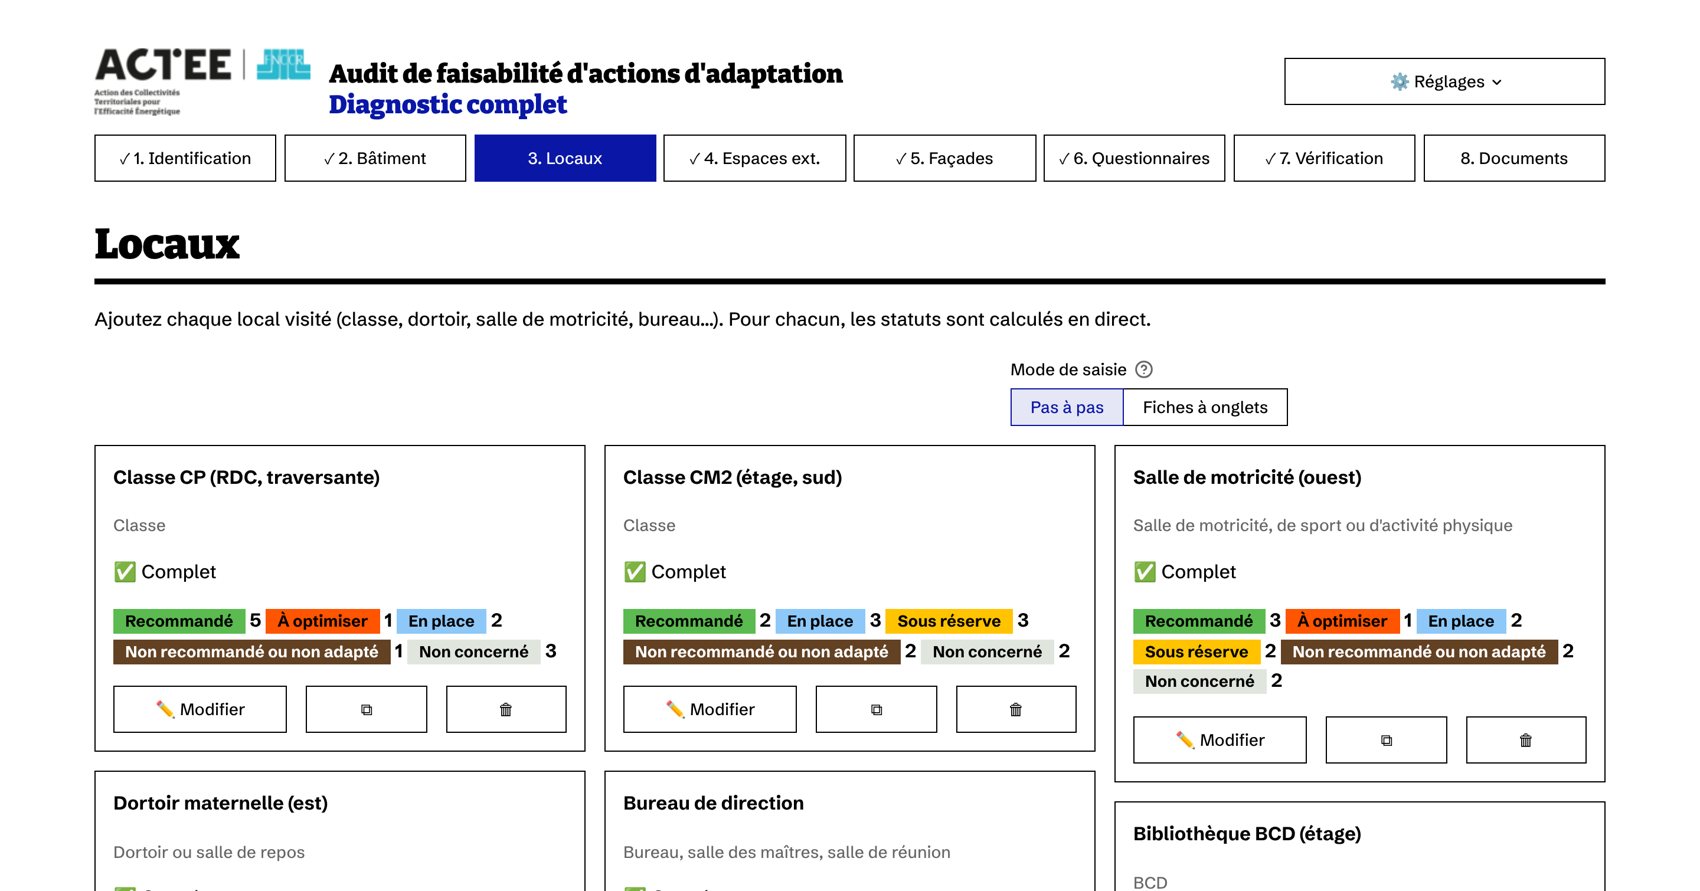 ACTEE | FNCCR
Action des Collectivités
Territoriales pour
l'Efficacité Énergétique
Audit de faisabilité d'actions d'adaptation
Diagnostic complet
⚙️ Réglages
✓ 1. Identification
✓ 2. Bâtiment
3. Locaux
✓ 4. Espaces ext.
✓ 5. Façades
✓ 6. Questionnaires
✓ 7. Vérification
8. Documents
Locaux
Ajoutez chaque local visité (classe, dortoir, salle de motricité, bureau…). Pour chacun, les statuts sont calculés en direct.
Mode de saisie ?
Pas à pas
Fiches à onglets
Classe CP (RDC, traversante)
Classe
✅ Complet
Recommandé 5 À optimiser 1 En place 2
Non recommandé ou non adapté 1 Non concerné 3
✏️ Modifier
Classe CM2 (étage, sud)
Classe
✅ Complet
Recommandé 2 En place 3 Sous réserve 3
Non recommandé ou non adapté 2 Non concerné 2
✏️ Modifier
Salle de motricité (ouest)
Salle de motricité, de sport ou d'activité physique
✅ Complet
Recommandé 3 À optimiser 1 En place 2
Sous réserve 2 Non recommandé ou non adapté 2
Non concerné 2
✏️ Modifier
Dortoir maternelle (est)
Dortoir ou salle de repos
Bureau de direction
Bureau, salle des maîtres, salle de réunion
Bibliothèque BCD (étage)
BCD